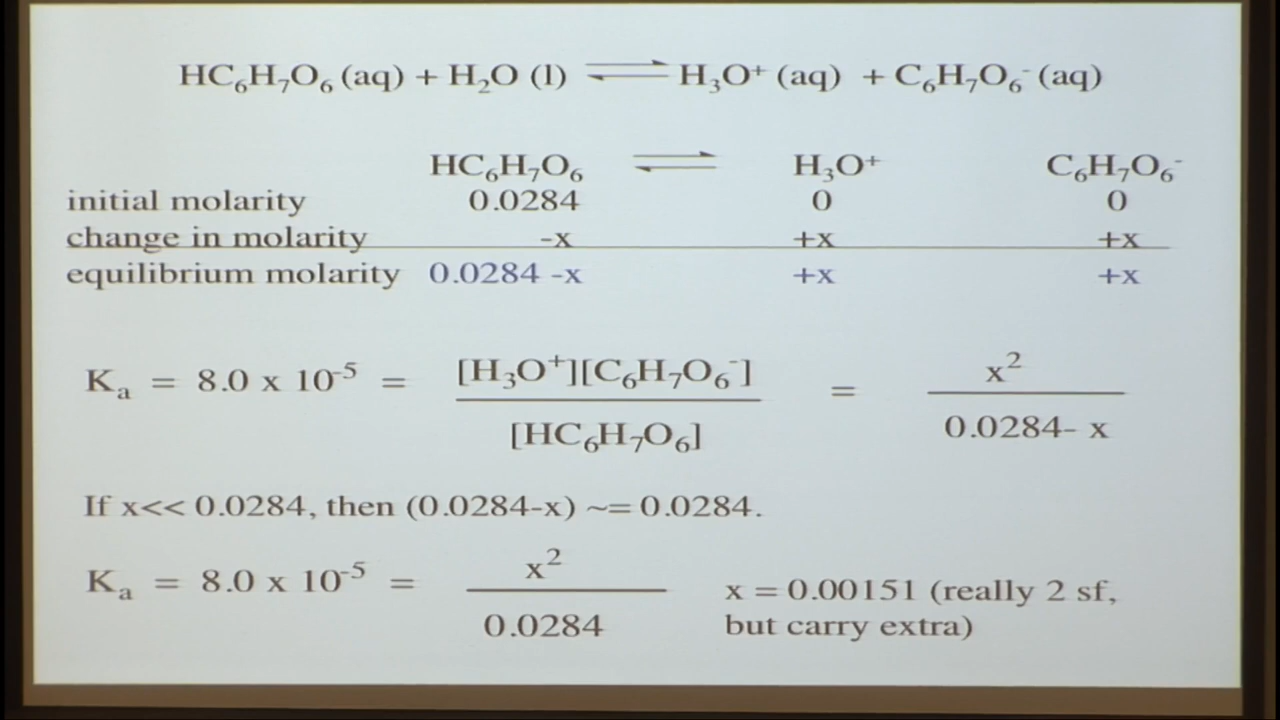 HC₆H₇O₆ (aq) + H₂O (l) ⇌ H₃O⁺ (aq) + C₆H₇O₆⁻ (aq)
HC₆H₇O₆ ⇌ H₃O⁺ C₆H₇O₆⁻
initial molarity 0.0284 0 0
change in molarity -x +x +x
equilibrium molarity 0.0284 -x +x +x
Kₐ = 8.0 x 10⁻⁵ = [H₃O⁺][C₆H₇O₆⁻] / [HC₆H₇O₆] = x² / 0.0284- x
If x<< 0.0284, then (0.0284-x) ~= 0.0284.
Kₐ = 8.0 x 10⁻⁵ = x² / 0.0284
x = 0.00151 (really 2 sf,
but carry extra)